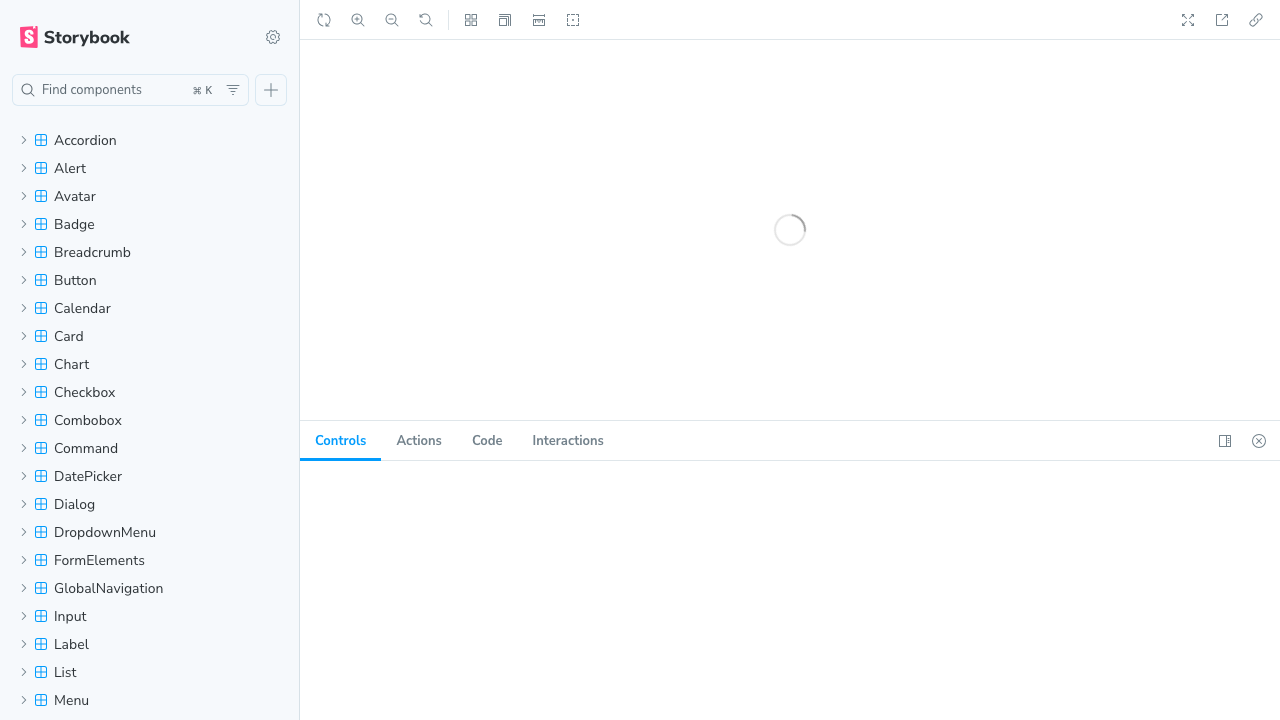 Storybook
Find components
⌘ K
Accordion
Alert
Avatar
Badge
Breadcrumb
Button
Calendar
Card
Chart
Checkbox
Combobox
Command
DatePicker
Dialog
DropdownMenu
FormElements
GlobalNavigation
Input
Label
List
Menu
Controls Actions Code Interactions